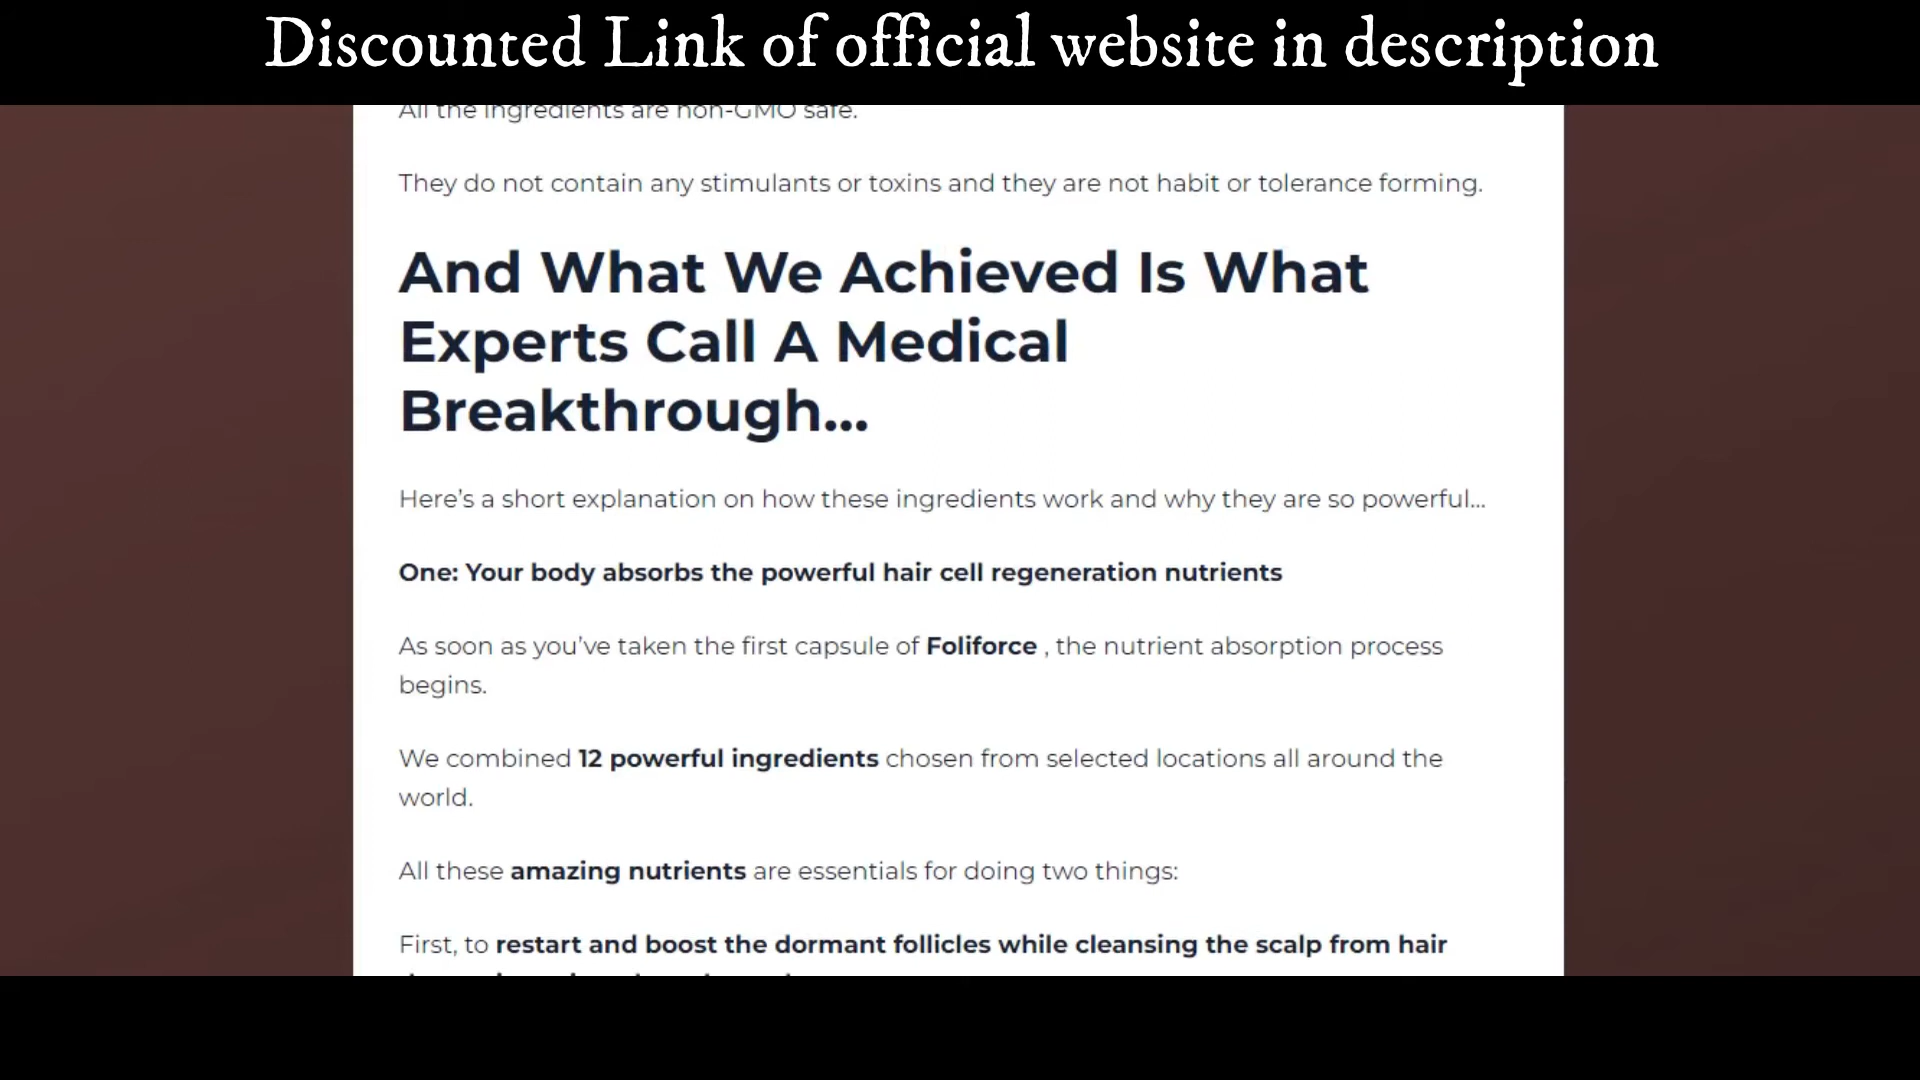 Discounted Link of official website in description
All the ingredients are non-GMO safe.
They do not contain any stimulants or toxins and they are not habit or tolerance forming.
And What We Achieved Is What
Experts Call A Medical
Breakthrough...
Here’s a short explanation on how these ingredients work and why they are so powerful...
One: Your body absorbs the powerful hair cell regeneration nutrients
As soon as you’ve taken the first capsule of Foliforce , the nutrient absorption process
begins.
We combined 12 powerful ingredients chosen from selected locations all around the
world.
All these amazing nutrients are essentials for doing two things:
First, to restart and boost the dormant follicles while cleansing the scalp from hair